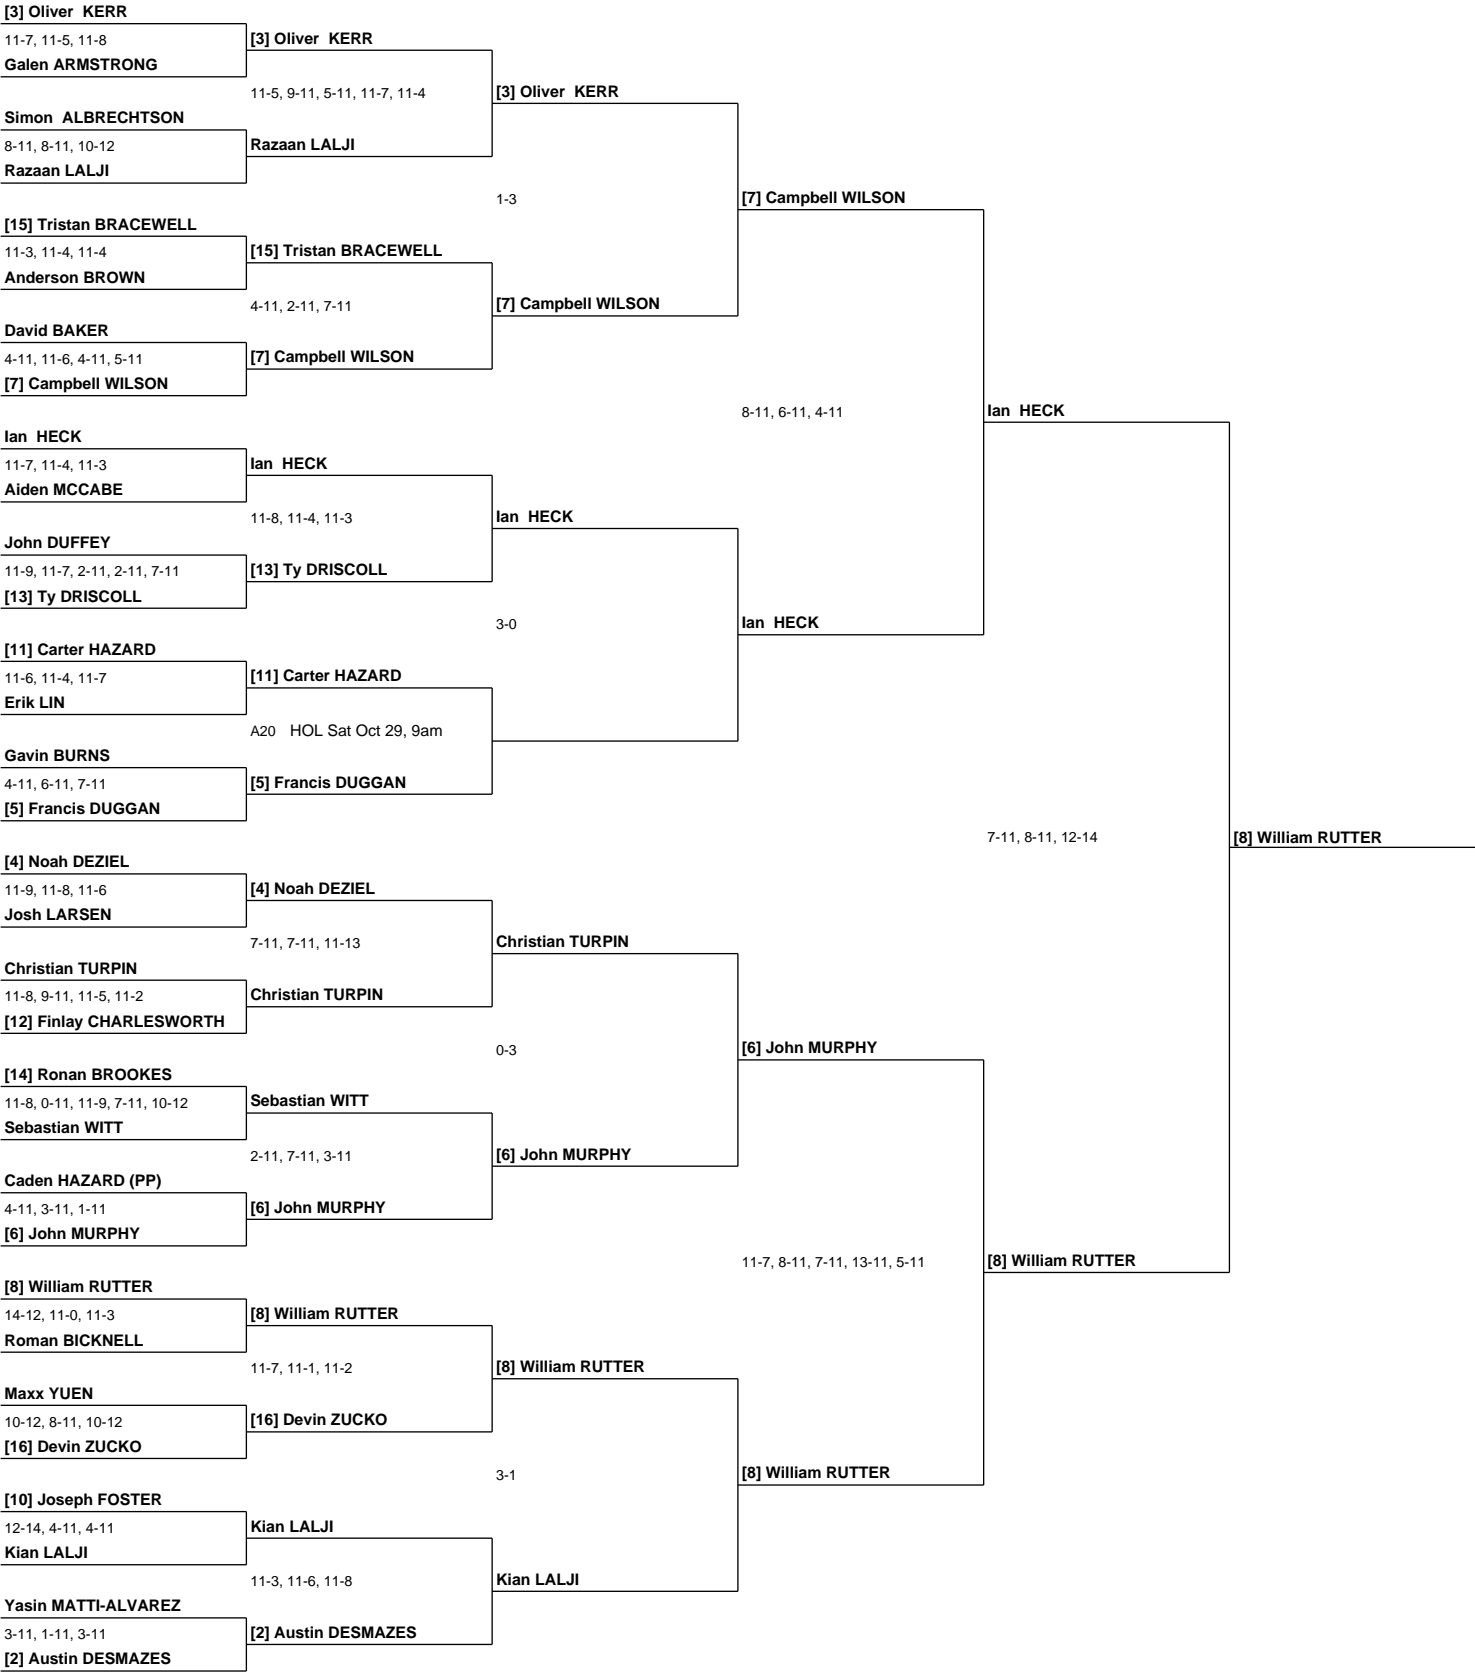 [3] Oliver  KERR
11-7, 11-5, 11-8
Galen ARMSTRONG
Simon  ALBRECHTSON
8-11, 8-11, 10-12
Razaan LALJI
[15] Tristan BRACEWELL
11-3, 11-4, 11-4
Anderson BROWN
David BAKER
4-11, 11-6, 4-11, 5-11
[7] Campbell WILSON
Ian  HECK
11-7, 11-4, 11-3
Aiden MCCABE
John DUFFEY
11-9, 11-7, 2-11, 2-11, 7-11
[13] Ty DRISCOLL
[11] Carter HAZARD
11-6, 11-4, 11-7
Erik LIN
Gavin BURNS
4-11, 6-11, 7-11
[5] Francis DUGGAN
[4] Noah DEZIEL
11-9, 11-8, 11-6
Josh LARSEN
Christian TURPIN
11-8, 9-11, 11-5, 11-2
[12] Finlay CHARLESWORTH
[14] Ronan BROOKES
11-8, 0-11, 11-9, 7-11, 10-12
Sebastian WITT
Caden HAZARD (PP)
4-11, 3-11, 1-11
[6] John MURPHY
[8] William RUTTER
14-12, 11-0, 11-3
Roman BICKNELL
Maxx YUEN
10-12, 8-11, 10-12
[16] Devin ZUCKO
[10] Joseph FOSTER
12-14, 4-11, 4-11
Kian LALJI
Yasin MATTI-ALVAREZ
3-11, 1-11, 3-11
[2] Austin DESMAZES
[3] Oliver  KERR
11-5, 9-11, 5-11, 11-7, 11-4
Razaan LALJI
[15] Tristan BRACEWELL
4-11, 2-11, 7-11
[7] Campbell WILSON
Ian  HECK
11-8, 11-4, 11-3
[13] Ty DRISCOLL
[11] Carter HAZARD
A20 HOL Sat Oct 29, 9am
[5] Francis DUGGAN
[4] Noah DEZIEL
7-11, 7-11, 11-13
Christian TURPIN
Sebastian WITT
2-11, 7-11, 3-11
[6] John MURPHY
[8] William RUTTER
11-7, 11-1, 11-2
[16] Devin ZUCKO
Kian LALJI
11-3, 11-6, 11-8
[2] Austin DESMAZES
[3] Oliver  KERR
1-3
[7] Campbell WILSON
Ian  HECK
3-0
Christian TURPIN
0-3
[6] John MURPHY
[8] William RUTTER
3-1
Kian LALJI
[7] Campbell WILSON
8-11, 6-11, 4-11
Ian  HECK
[6] John MURPHY
11-7, 8-11, 7-11, 13-11, 5-11
[8] William RUTTER
Ian  HECK
7-11, 8-11, 12-14
[8] William RUTTER
[8] William RUTTER